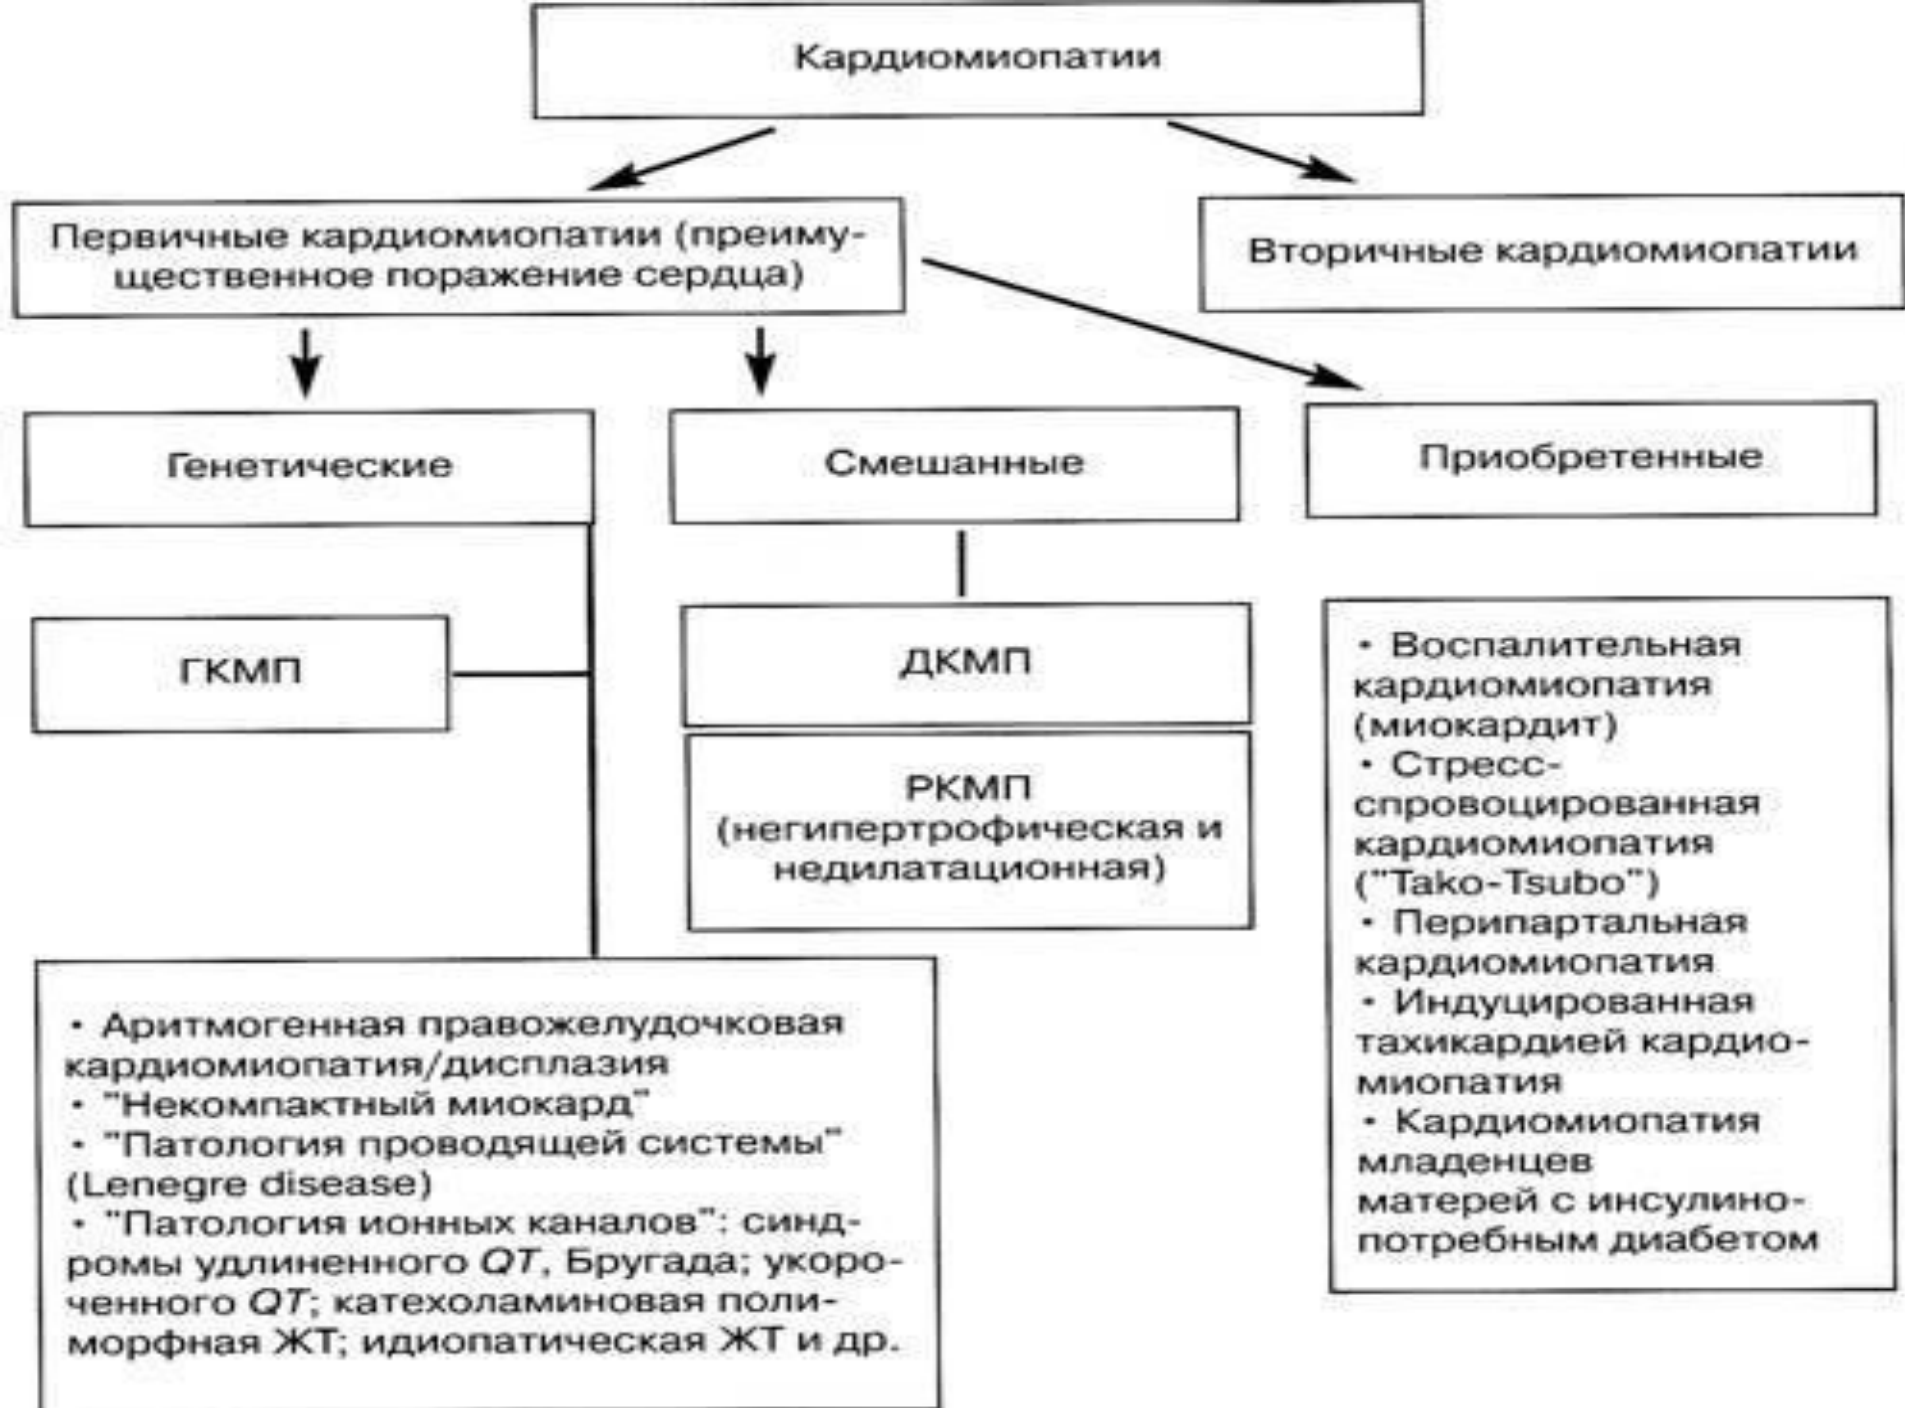 Кардиомиопатии
Первичные кардиомиопатии (преиму-
щественное поражение сердца)
Вторичные кардиомиопатии
Генетические
Смешанные
Приобретенные
ГКМП
ДКМП
РКМП
(негипертрофическая и
недилатационная)
• Воспалительная
кардиомиопатия
(миокардит)
• Стресс-
спровоцированная
кардиомиопатия
("Tako-Tsubo")
• Перипартальная
кардиомиопатия
• Индуцированная
тахикардией кардио-
миопатия
• Кардиомиопатия
младенцев
матерей с инсулино-
потребным диабетом
• Аритмогенная правожелудочковая
кардиомиопатия/дисплазия
• "Некомпактный миокард"
• "Патология проводящей системы"
(Lenegre disease)
• "Патология ионных каналов": синд-
ромы удлиненного QT, Бругада; укоро-
ченного QT; катехоламиновая поли-
морфная ЖТ; идиопатическая ЖТ и др.